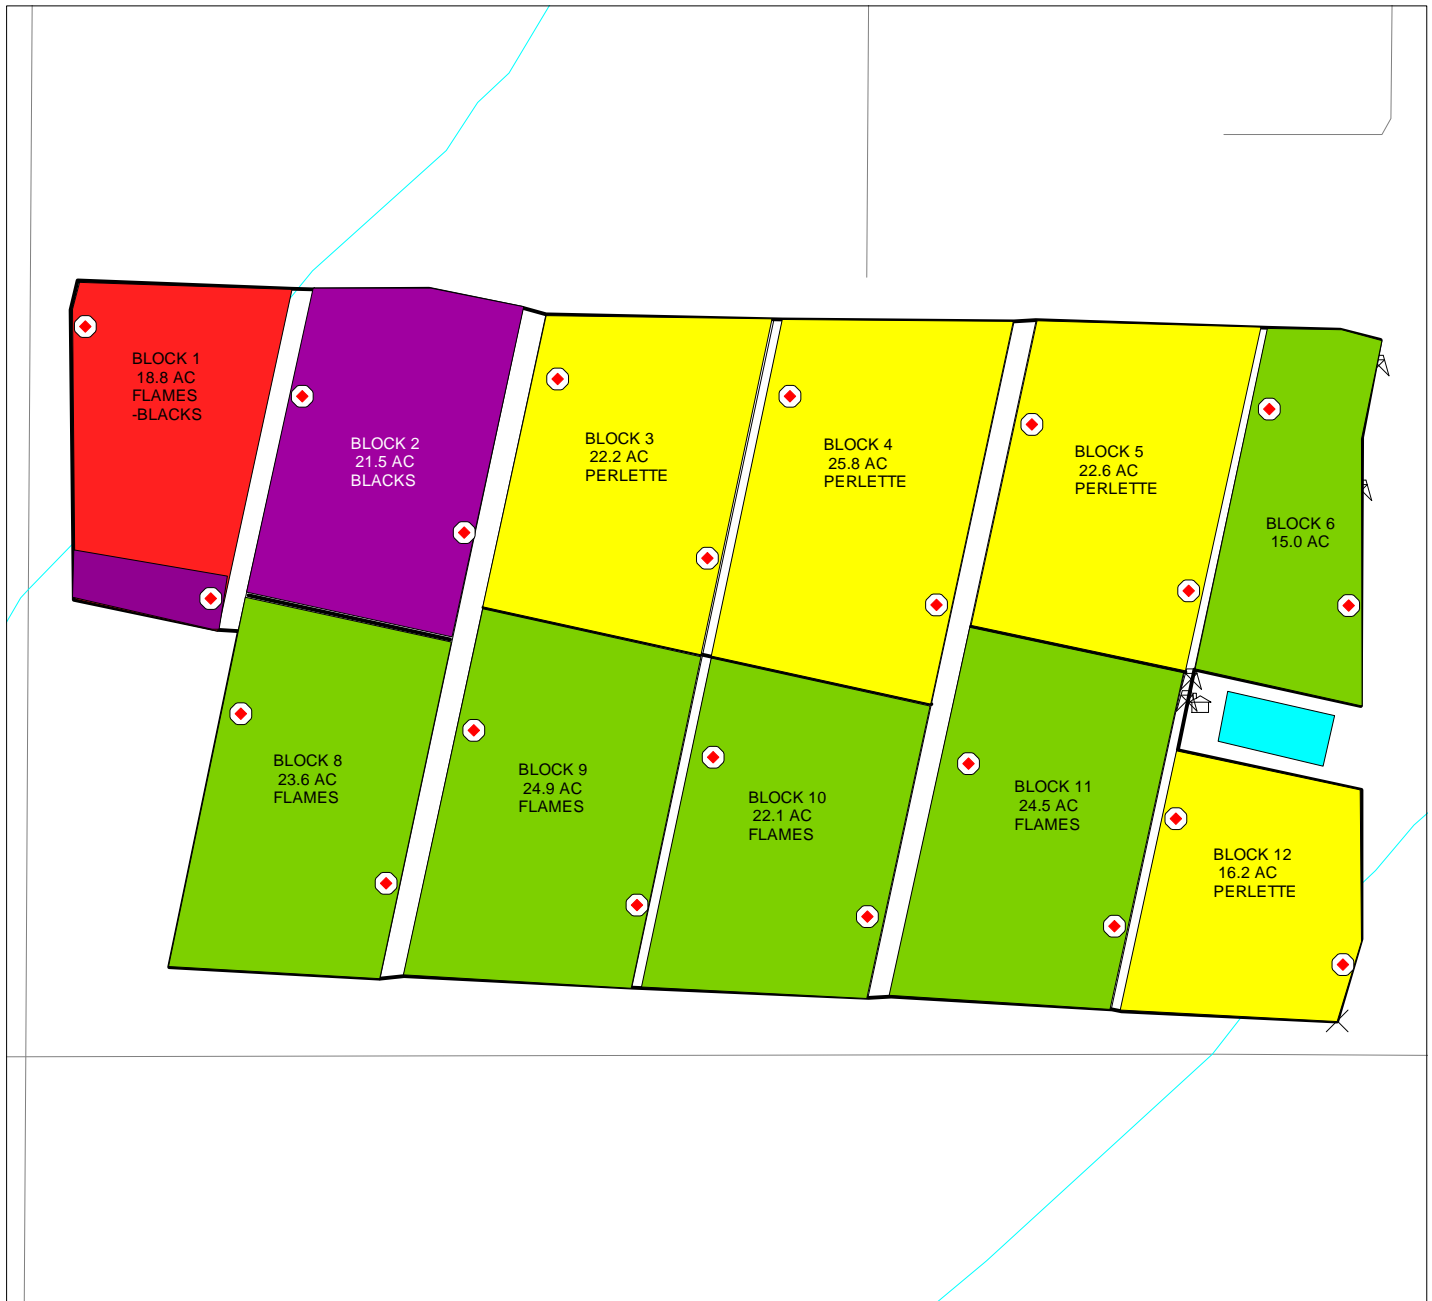 BLOCK 1
18.8 AC
FLAMES
-BLACKS
BLOCK 2
21.5 AC
BLACKS
BLOCK 3
22.2 AC
PERLETTE
BLOCK 4
25.8 AC
PERLETTE
BLOCK 5
22.6 AC
PERLETTE
BLOCK 6
15.0 AC
BLOCK 8
23.6 AC
FLAMES
BLOCK 9
24.9 AC
FLAMES
BLOCK 10
22.1 AC
FLAMES
BLOCK 11
24.5 AC
FLAMES
BLOCK 12
16.2 AC
PERLETTE